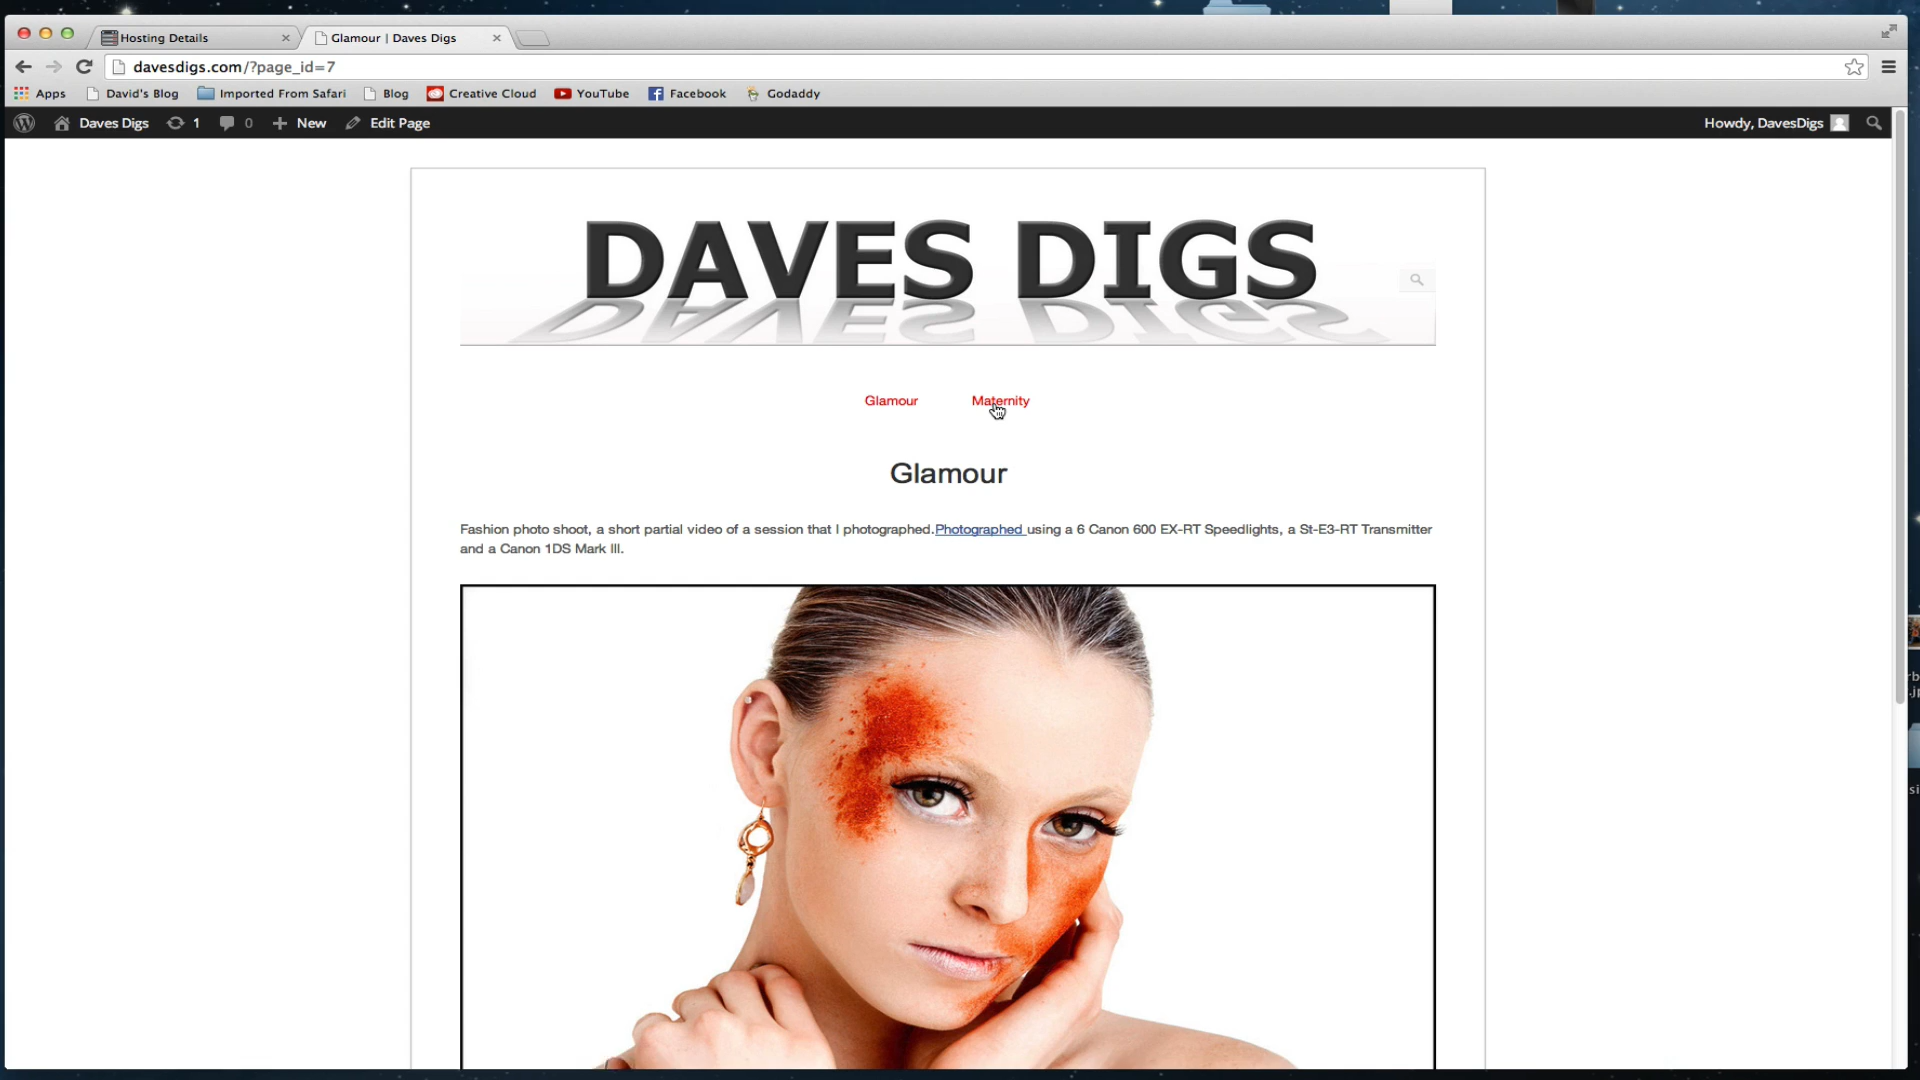 Hosting Details
Glamour | Daves Digs
davesdigs.com/?page_id=7
Apps David's Blog Imported From Safari Blog Creative Cloud YouTube Facebook Godaddy
Daves Digs 1 0 New Edit Page Howdy, DavesDigs
DAVES DIGS
DAVES DIGS
Glamour Maternity
Glamour
Fashion photo shoot, a short partial video of a session that I photographed.Photographed using a 6 Canon 600 EX-RT Speedlights, a St-E3-RT Transmitter
and a Canon 1DS Mark III.